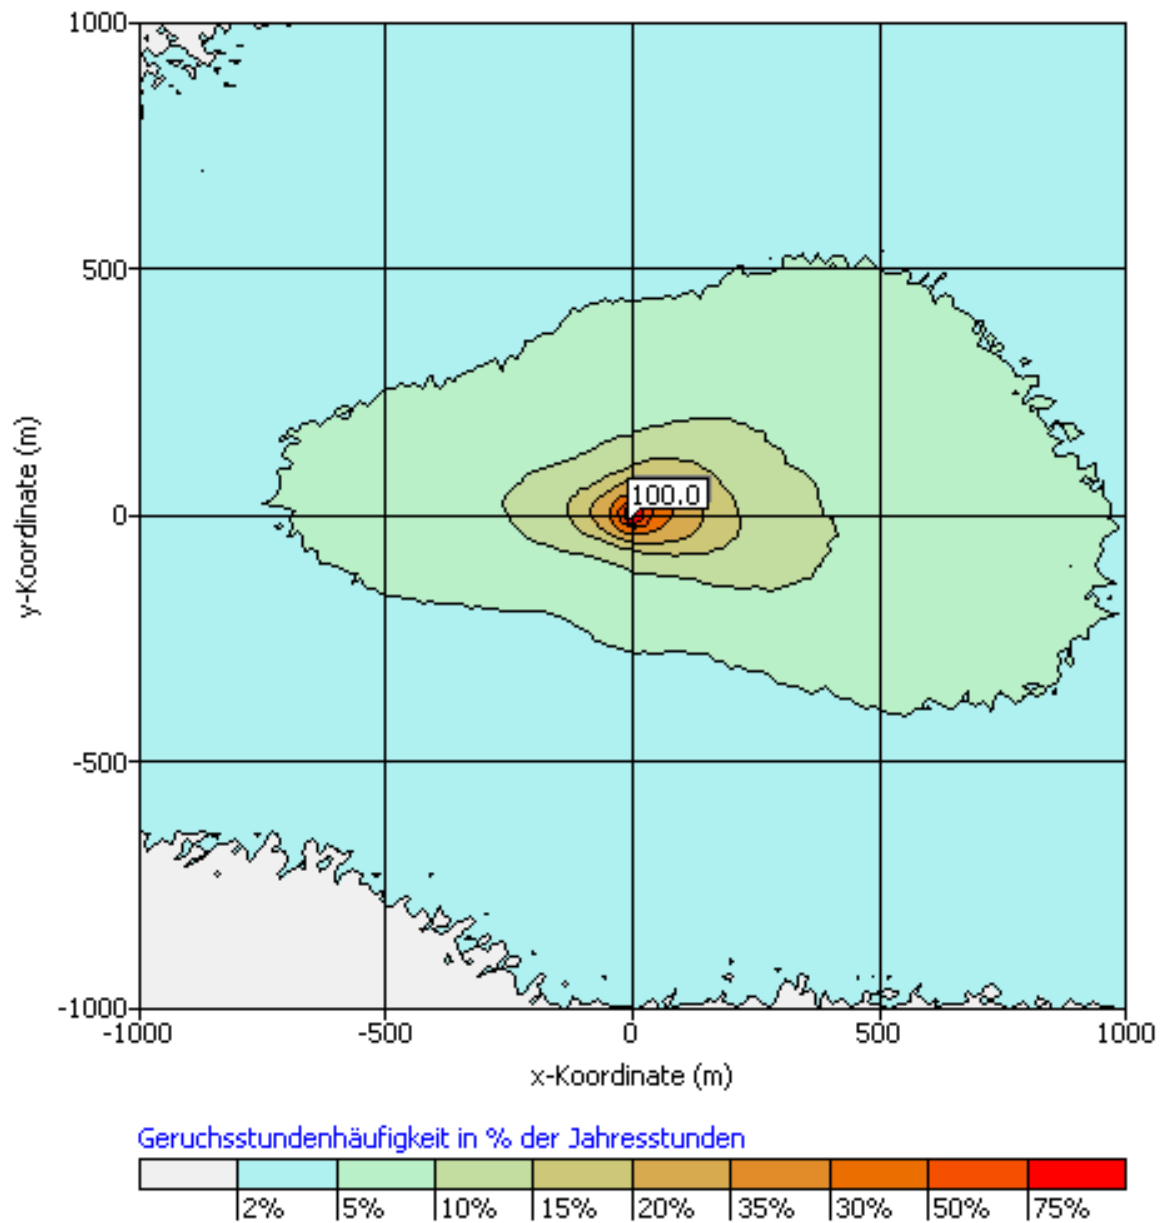 1000
500
0
-500
-1000
y-Koordinate (m)
100.0
-1000 -500 0 500 1000
x-Koordinate (m)
Geruchsstundenhäufigkeit in % der Jahresstunden
2% 5% 10% 15% 20% 35% 30% 50% 75%